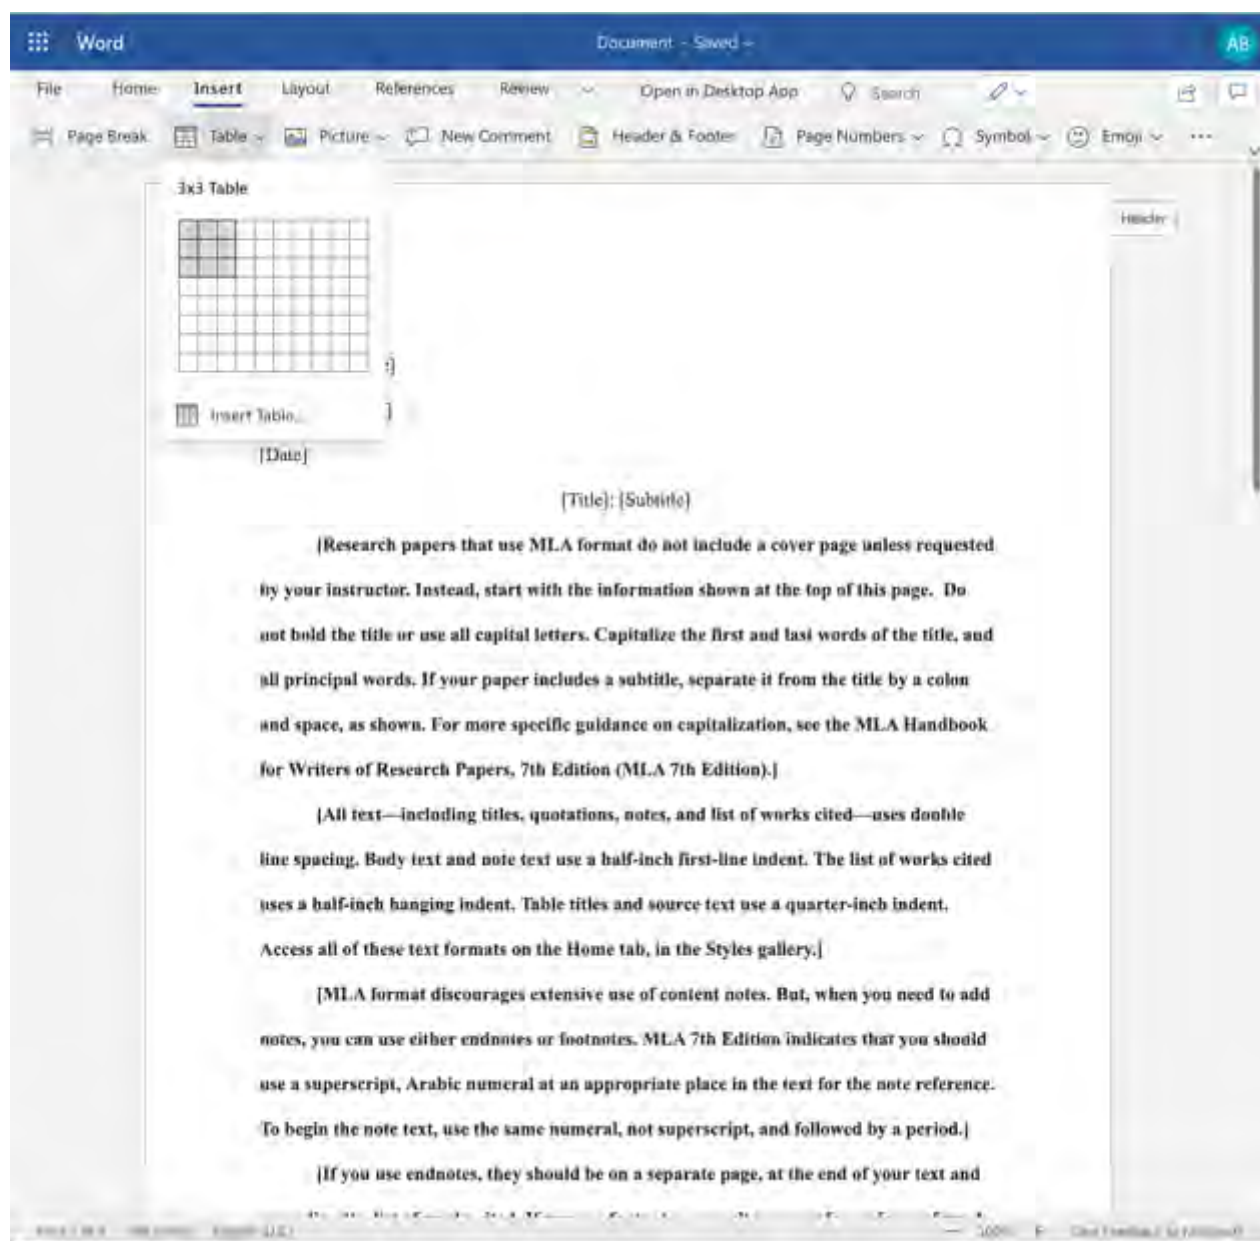 Word
Document - Saved
AB
File Home Insert Layout References Review Open in Desktop App Search
Page Break Table Picture New Comment Header & Footer Page Numbers Symbol Emoji ...
3x3 Table
Header
:]
Insert Table...
]
[Date]
[Title]: [Subtitle]
[Research papers that use MLA format do not include a cover page unless requested
by your instructor. Instead, start with the information shown at the top of this page.  Do
not bold the title or use all capital letters. Capitalize the first and last words of the title, and
all principal words. If your paper includes a subtitle, separate it from the title by a colon
and space, as shown. For more specific guidance on capitalization, see the MLA Handbook
for Writers of Research Papers, 7th Edition (MLA 7th Edition).]
[All text—including titles, quotations, notes, and list of works cited—uses double
line spacing. Body text and note text use a half-inch first-line indent. The list of works cited
uses a half-inch hanging indent. Table titles and source text use a quarter-inch indent.
Access all of these text formats on the Home tab, in the Styles gallery.]
[MLA format discourages extensive use of content notes. But, when you need to add
notes, you can use either endnotes or footnotes. MLA 7th Edition indicates that you should
use a superscript, Arabic numeral at an appropriate place in the text for the note reference.
To begin the note text, use the same numeral, not superscript, and followed by a period.]
[If you use endnotes, they should be on a separate page, at the end of your text and
100% Give Feedback to Microsoft